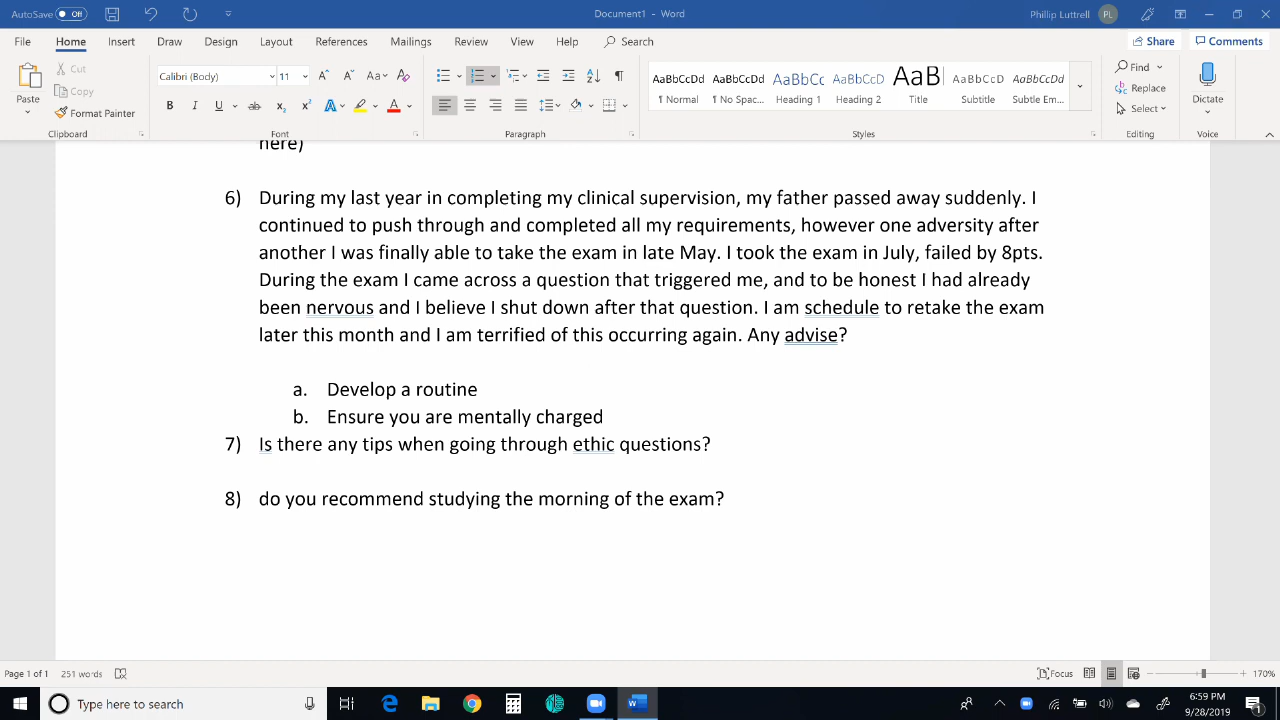 AutoSave Off
Document1 - Word
Phillip Luttrell PL
File Home Insert Draw Design Layout References Mailings Review View Help Search Share Comments
Paste
Cut
Copy
Format Painter
Clipboard
Calibri (Body) 11
Font
Paragraph
AaBbCcDd AaBbCcDd AaBbCc AaBbCcD AaB AaBbCcD AaBbCcDd
¶ Normal ¶ No Spac... Heading 1 Heading 2 Title Subtitle Subtle Em...
Styles
Find
Replace
Select
Editing
Dictate
Voice
here)
6) During my last year in completing my clinical supervision, my father passed away suddenly. I
continued to push through and completed all my requirements, however one adversity after
another I was finally able to take the exam in late May. I took the exam in July, failed by 8pts.
During the exam I came across a question that triggered me, and to be honest I had already
been nervous and I believe I shut down after that question. I am schedule to retake the exam
later this month and I am terrified of this occurring again. Any advise?
a. Develop a routine
b. Ensure you are mentally charged
7) Is there any tips when going through ethic questions?
8) do you recommend studying the morning of the exam?
Page 1 of 1 251 words
Focus
170%
Type here to search
6:59 PM
9/28/2019
1